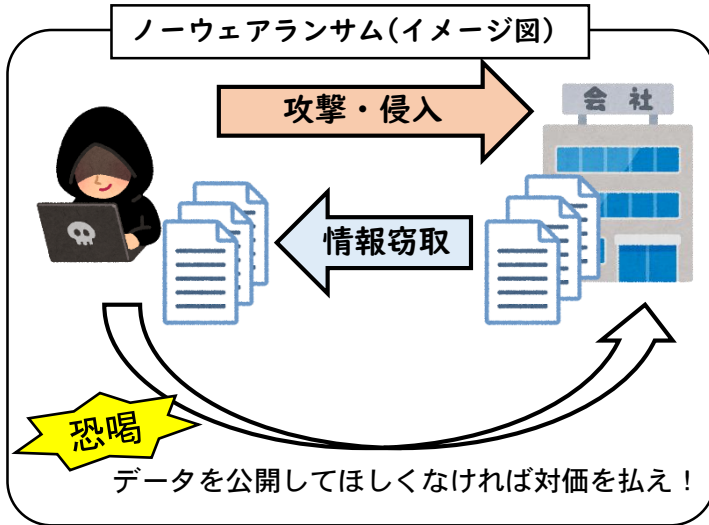 ノーウェアランサム(イメージ図)
攻撃・侵入
会社
情報窃取
恐喝
データを公開してほしくなければ対価を払え！